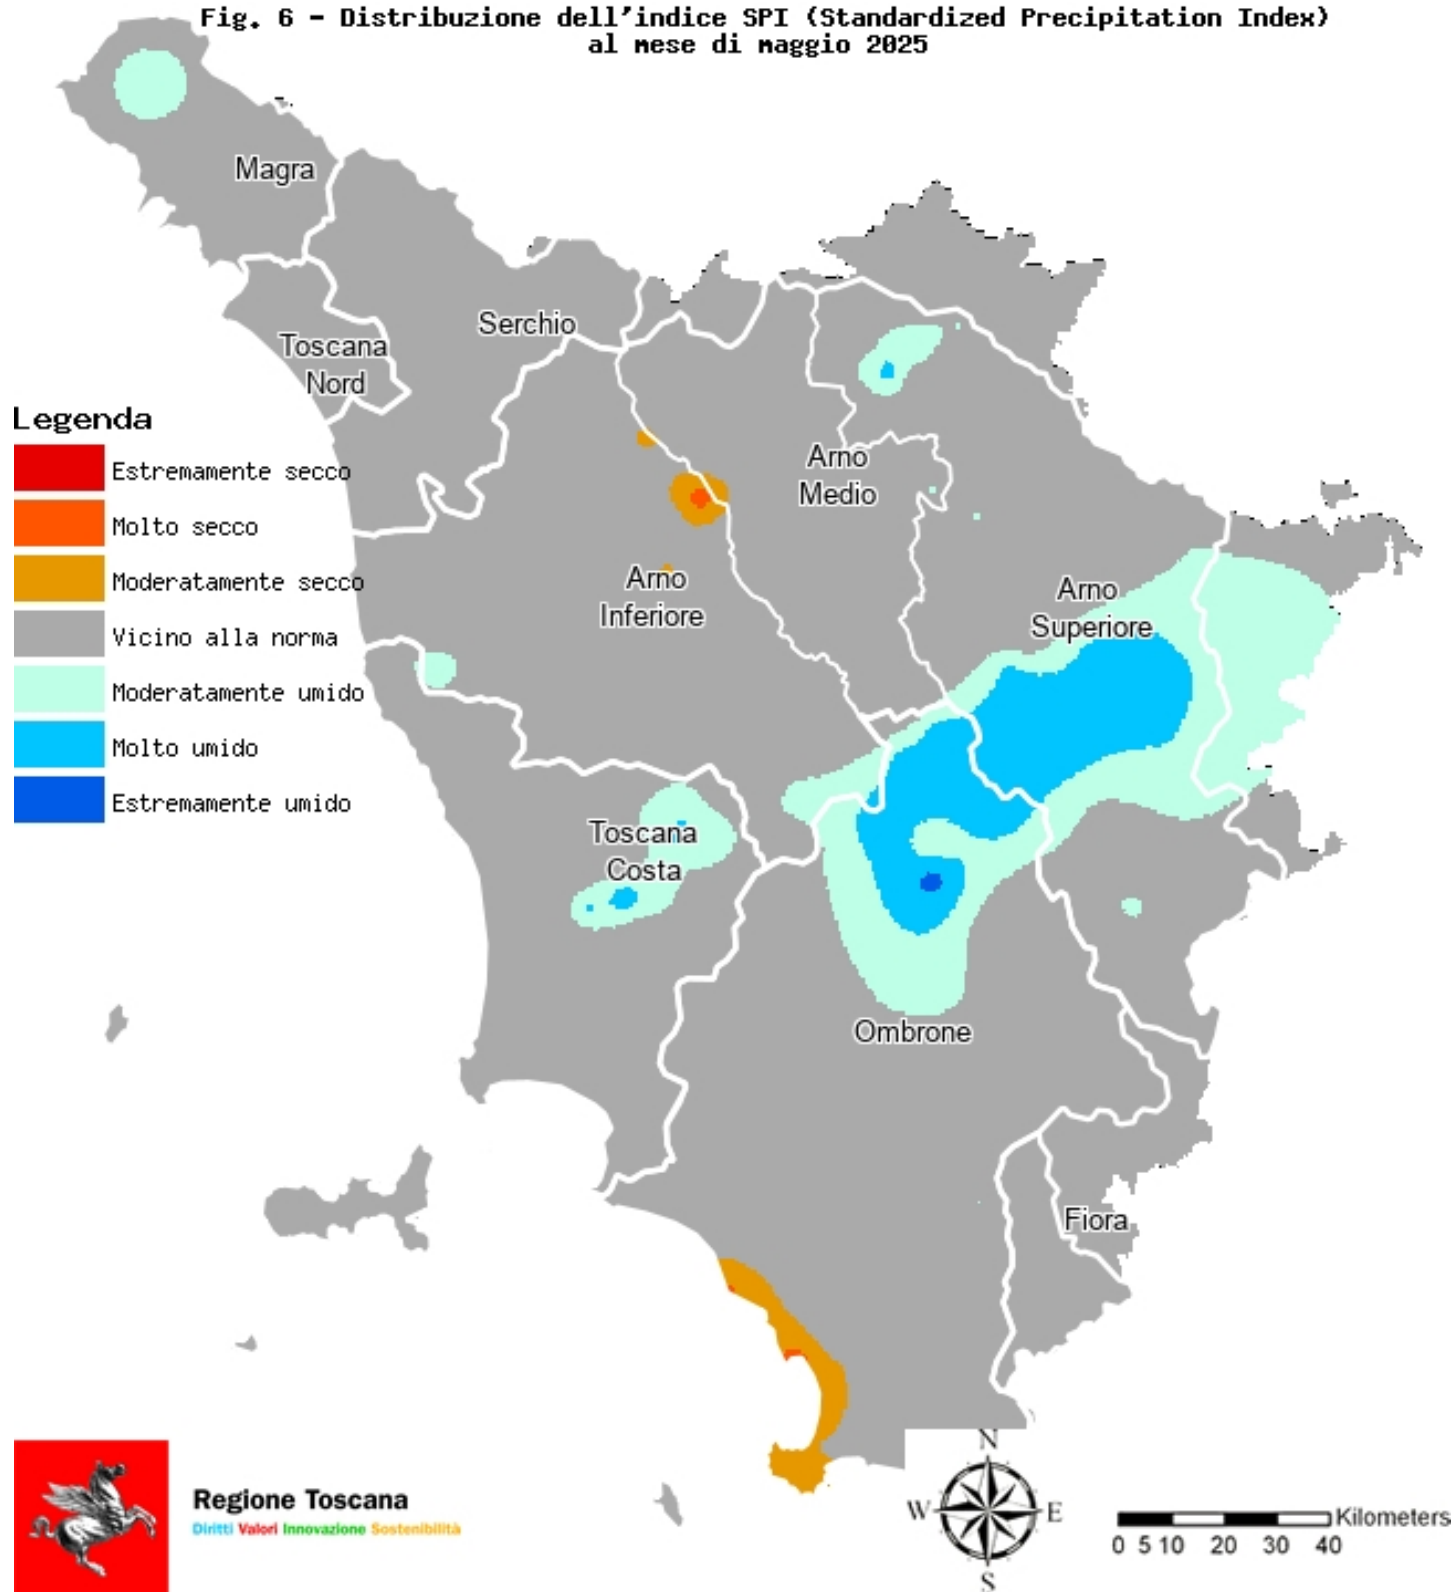 Fig. 6 - Distribuzione dell'indice SPI (Standardized Precipitation Index)
al mese di maggio 2025
Magra
Serchio
Toscana
Nord
Legenda
Estremamente secco
Molto secco
Moderatamente secco
Vicino alla norma
Moderatamente umido
Molto umido
Estremamente umido
Arno
Medio
Arno
Inferiore
Arno
Superiore
Toscana
Costa
Ombrone
Fiora
Regione Toscana
Diritti Valori Innovazione Sostenibilità
N
W
E
S
Kilometers
0 5 10 20 30 40